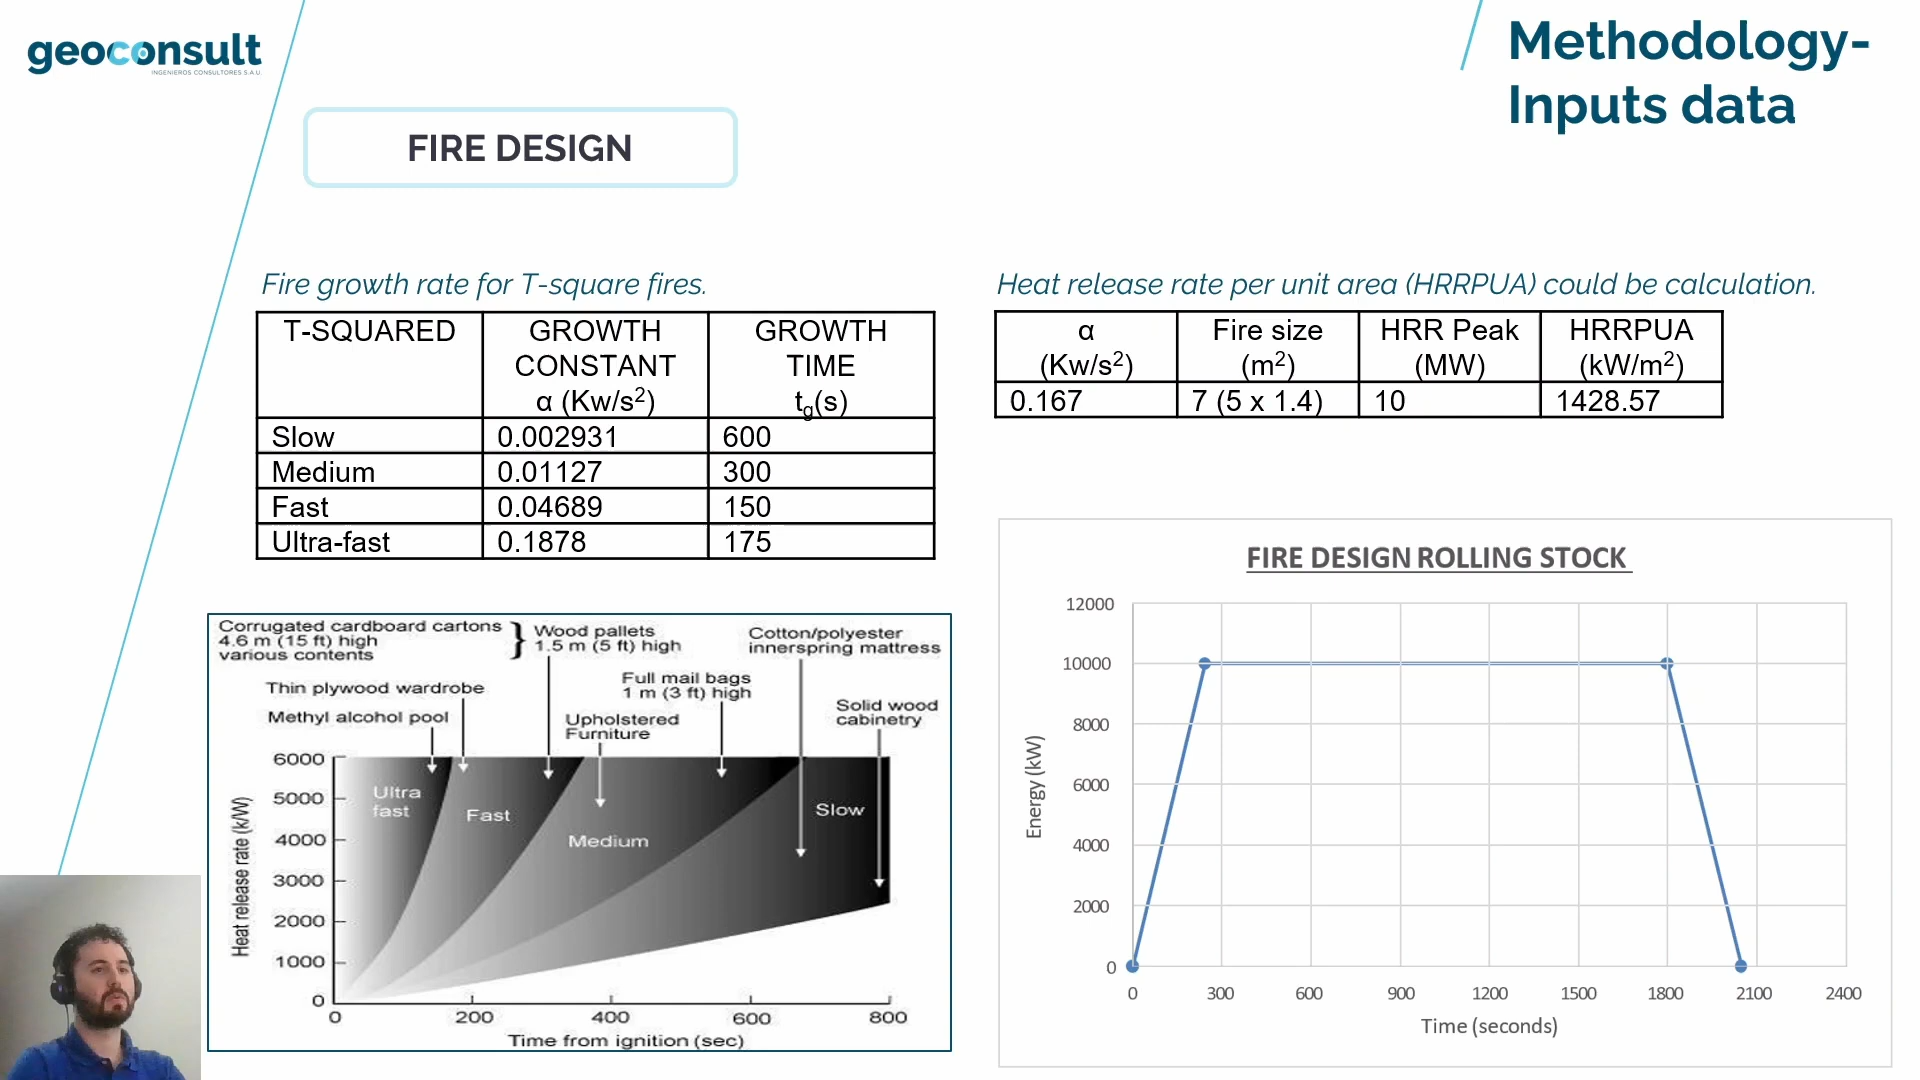 geoconsult
INGENIEROS CONSULTORES S.A.U.
Methodology-
Inputs data
FIRE DESIGN
Fire growth rate for T-square fires.
T-SQUARED GROWTH CONSTANT α (Kw/s²) GROWTH TIME tg(s)
Slow 0.002931 600
Medium 0.01127 300
Fast 0.04689 150
Ultra-fast 0.1878 175
Heat release rate per unit area (HRRPUA) could be calculation.
α (Kw/s²) Fire size (m²) HRR Peak (MW) HRRPUA (kW/m²)
0.167 7 (5 x 1.4) 10 1428.57
Corrugated cardboard cartons
4.6 m (15 ft) high
various contents
Wood pallets
1.5 m (5 ft) high
Cotton/polyester
innerspring mattress
Thin plywood wardrobe
Full mail bags
1 m (3 ft) high
Methyl alcohol pool
Upholstered
Furniture
Solid wood
cabinetry
Heat release rate (k/W)
6000
5000
4000
3000
2000
1000
0
Ultra
fast
Fast
Medium
Slow
0 200 400 600 800
Time from ignition (sec)
FIRE DESIGN ROLLING STOCK
Energy (kW)
12000
10000
8000
6000
4000
2000
0
0 300 600 900 1200 1500 1800 2100 2400
Time (seconds)